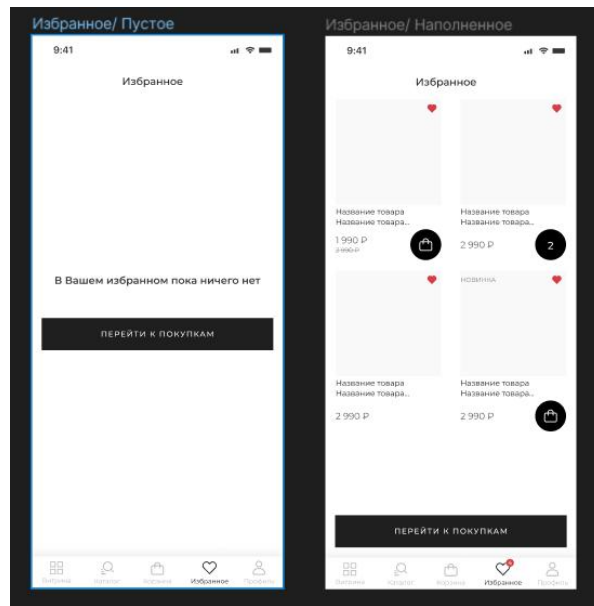 Избранное/ Пустое
9:41
Избранное
В Вашем избранном пока ничего нет
ПЕРЕЙТИ К ПОКУПКАМ
Витрина Каталог Корзина Избранное Профиль
Избранное/ Наполненное
9:41
Избранное
Название товара
Название товара..
1 990 ₽
2 990 ₽
Название товара
Название товара..
2 990 ₽
2
Название товара
Название товара..
2 990 ₽
НОВИНКА
Название товара
Название товара..
2 990 ₽
ПЕРЕЙТИ К ПОКУПКАМ
Витрина Каталог Корзина Избранное Профиль